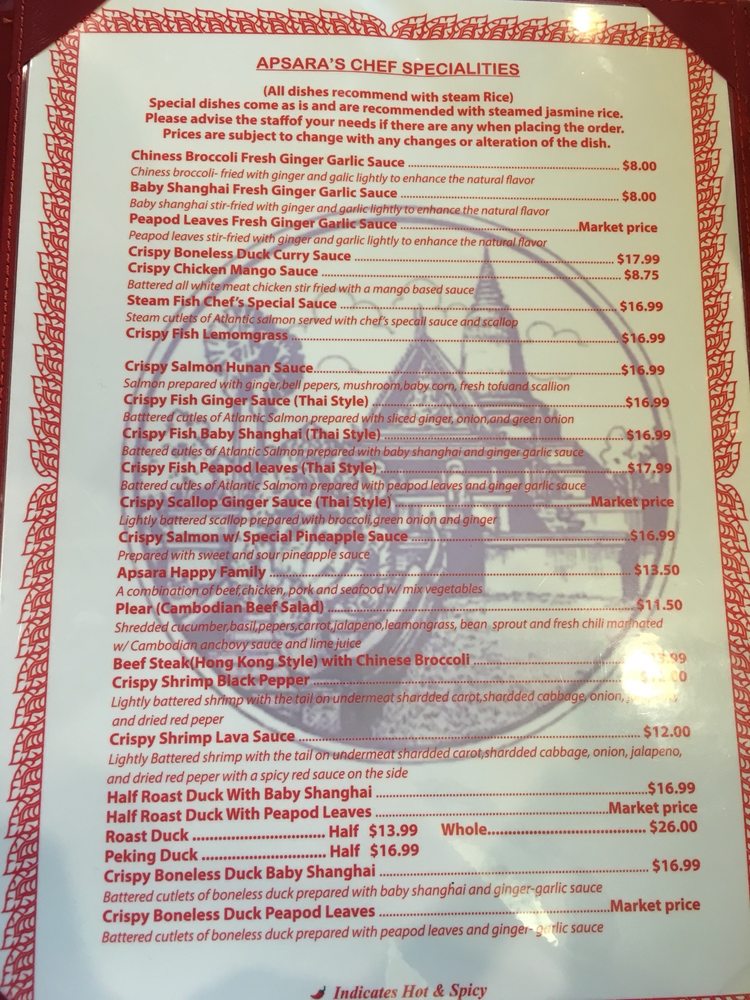 APSARA'S CHEF SPECIALITIES
(All dishes recommend with steam Rice)
Special dishes come as is and are recommended with steamed jasmine rice.
Please advise the staffof your needs if there are any when placing the order.
Prices are subject to change with any changes or alteration of the dish.
Chiness Broccoli Fresh Ginger Garlic Sauce ........ $8.00
Chiness broccoli- fried with ginger and galic lightly to enhance the natural flavor
Baby Shanghai Fresh Ginger Garlic Sauce ........ $8.00
Baby shanghai stir-fried with ginger and garlic lightly to enhance the natural flavor
Peapod Leaves Fresh Ginger Garlic Sauce ........ Market price
Peapod leaves stir-fried with ginger and garlic lightly to enhance the natural flavor
Crispy Boneless Duck Curry Sauce ........ $17.99
Crispy Chicken Mango Sauce ........ $8.75
Battered all white meat chicken stir fried with a mango based sauce
Steam Fish Chef's Special Sauce ........ $16.99
Steam cutlets of Atlantic salmon served with chef's specail sauce and scallop
Crispy Fish Lemomgrass ........ $16.99
Crispy Salmon Hunan Sauce ........ $16.99
Salmon prepared with ginger,bell pepers, mushroom,baby corn, fresh tofuand scallion
Crispy Fish Ginger Sauce (Thai Style) ........ $16.99
Batttered cutles of Atlantic Salmon prepared with sliced ginger, onion,and green onion
Crispy Fish Baby Shanghai (Thai Style) ........ $16.99
Battered cutles of Atlantic Salmon prepared with baby shanghai and ginger garlic sauce
Crispy Fish Peapod leaves (Thai Style) ........ $17.99
Battered cutles of Atlantic Salmom prepared with peapod leaves and ginger garlic sauce
Crispy Scallop Ginger Sauce (Thai Style) ........ Market price
Lightly battered scallop prepared with broccoli,green onion and ginger
Crispy Salmon w/ Special Pineapple Sauce ........ $16.99
Prepared with sweet and sour pineapple sauce
Apsara Happy Family ........ $13.50
A combination of beef,chicken, pork and seafood w/ mix vegetables
Plear (Cambodian Beef Salad) ........ $11.50
Shredded cucumber,basil,pepers,carrot,jalapeno,leamongrass, bean sprout and fresh chili marinated
w/ Cambodian anchovy sauce and lime juice
Beef Steak(Hong Kong Style) with Chinese Broccoli ........
Crispy Shrimp Black Pepper ........
Lightly battered shrimp with the tail on undermeat shardded carot,shardded cabbage, onion,
and dried red peper
Crispy Shrimp Lava Sauce ........ $12.00
Lightly Battered shrimp with the tail on undermeat shardded carot,shardded cabbage, onion, jalapeno,
and dried red peper with a spicy red sauce on the side
Half Roast Duck With Baby Shanghai ........ $16.99
Half Roast Duck With Peapod Leaves ........ Market price
Roast Duck ........ Half $13.99 Whole ........ $26.00
Peking Duck ........ Half $16.99
Crispy Boneless Duck Baby Shanghai ........ $16.99
Battered cutlets of boneless duck prepared with baby shanghai and ginger-garlic sauce
Crispy Boneless Duck Peapod Leaves ........ Market price
Battered cutlets of boneless duck prepared with peapod leaves and ginger- garlic sauce
Indicates Hot & Spicy